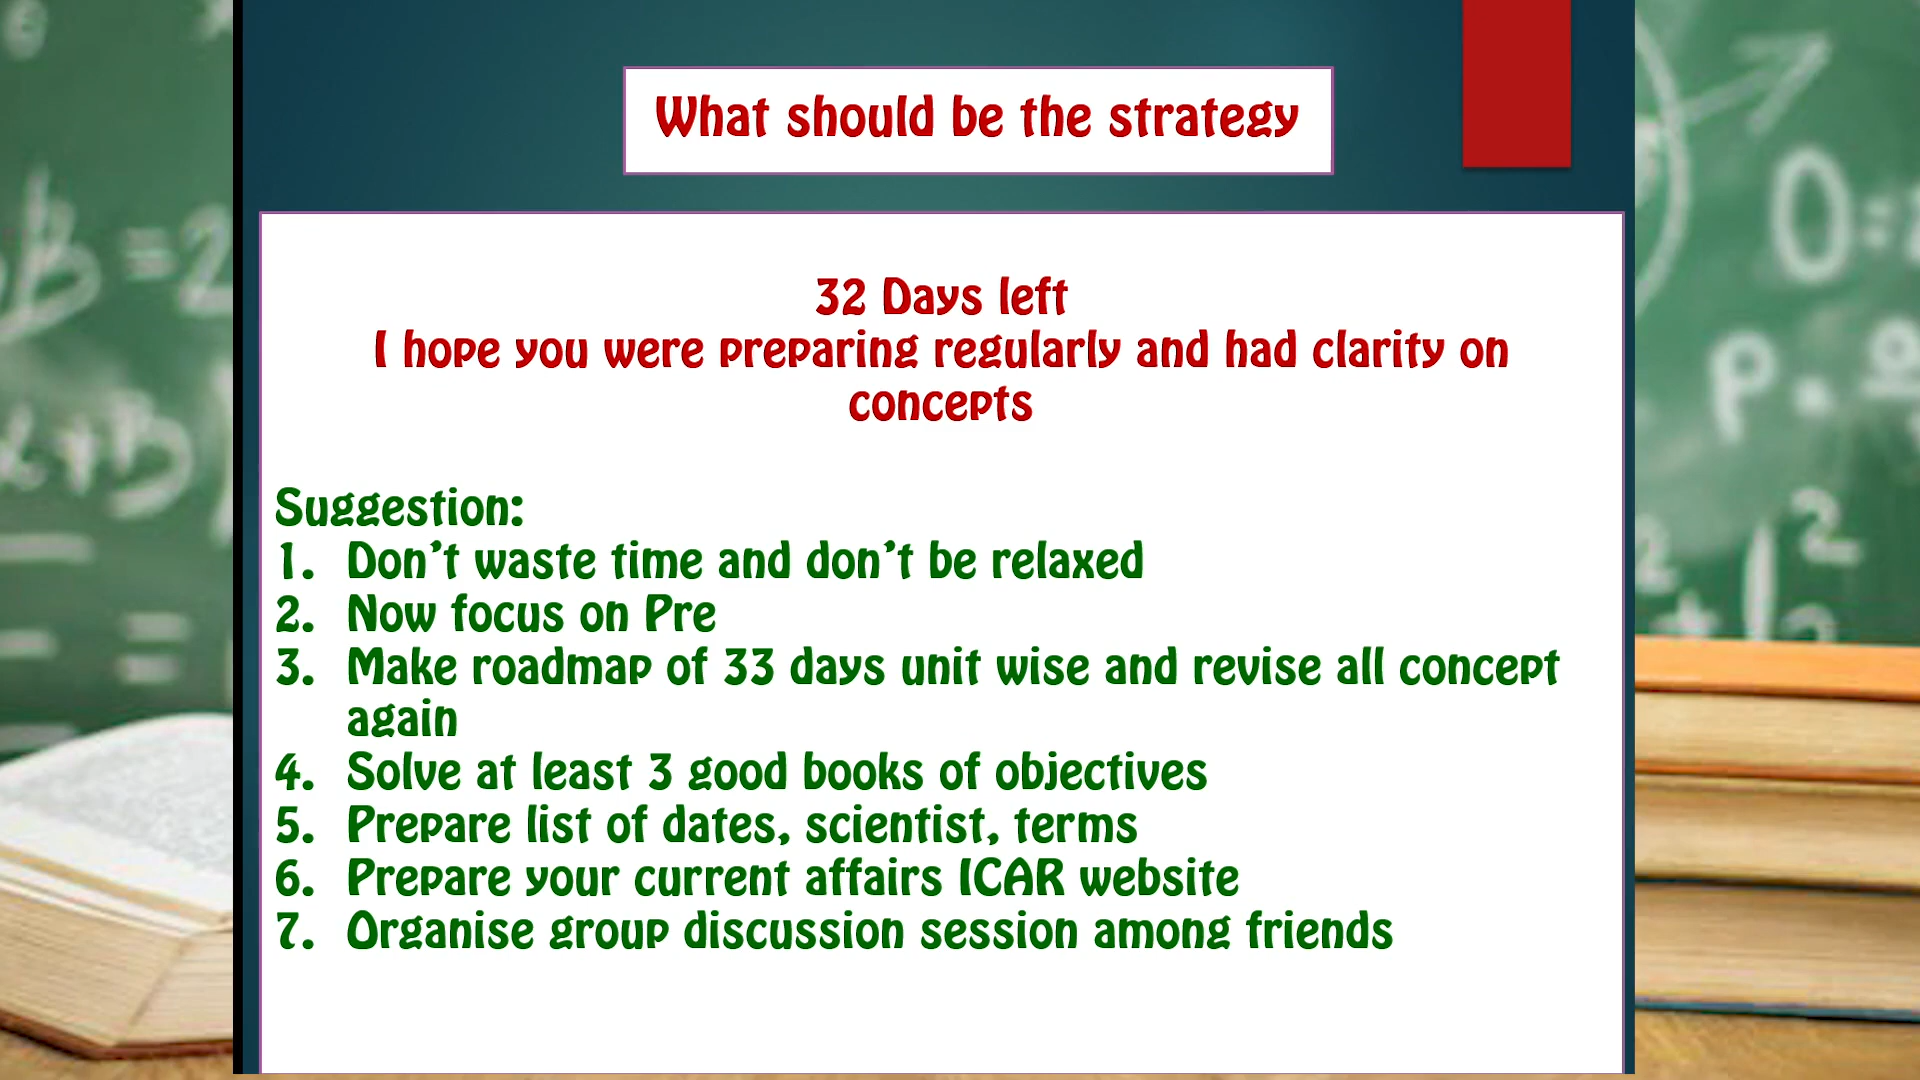 What should be the strategy
32 Days left
I hope you were preparing regularly and had clarity on
concepts
Suggestion:
1. Don’t waste time and don’t be relaxed
2. Now focus on Pre
3. Make roadmap of 33 days unit wise and revise all concept
again
4. Solve at least 3 good books of objectives
5. Prepare list of dates, scientist, terms
6. Prepare your current affairs ICAR website
7. Organise group discussion session among friends